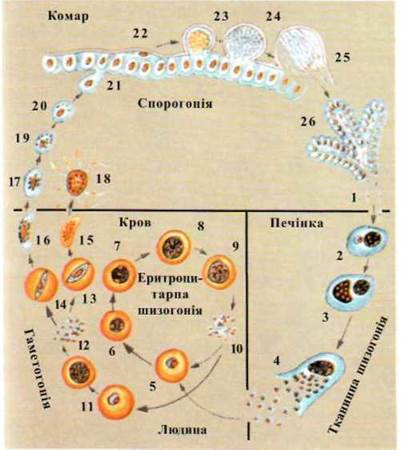 Комар
22
23
24
25
21
20
Спорогонія
26
19
17
18
1
Кров
Печінка
16
15
7
8
9
2
Еритроци-
тарпа
шизогонія
14
13
3
12
6
10
4
5
11
Гаметогонія
Тканинна шизогонія
Людина